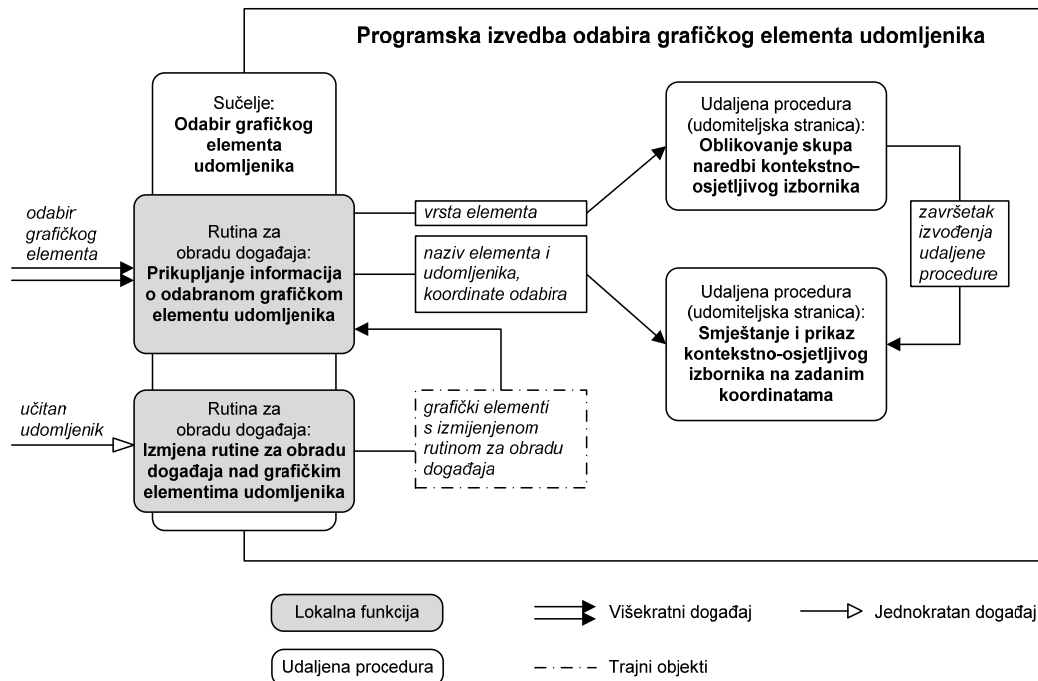 Programska izvedba odabira grafičkog elementa udomljenika
Sučelje:
Odabir grafičkog
elementa
udomljenika
Udaljena procedura
(udomiteljska stranica):
Oblikovanje skupa
naredbi kontekstno-
osjetljivog izbornika
odabir
grafičkog
elementa
Rutina za
obradu događaja:
Prikupljanje informacija
o odabranom grafičkom
elementu udomljenika
vrsta elementa
naziv elementa i
udomljenika,
koordinate odabira
završetak
izvođenja
udaljene
procedure
Udaljena procedura
(udomiteljska stranica):
Smještanje i prikaz
kontekstno-osjetljivog
izbornika na zadanim
koordinatama
učitan
udomljenik
Rutina za
obradu događaja:
Izmjena rutine za obradu
događaja nad grafičkim
elementima udomljenika
grafički elementi
s izmijenjenom
rutinom za obradu
događaja
Lokalna funkcija
Višekratni događaj
Jednokratan događaj
Udaljena procedura
Trajni objekti